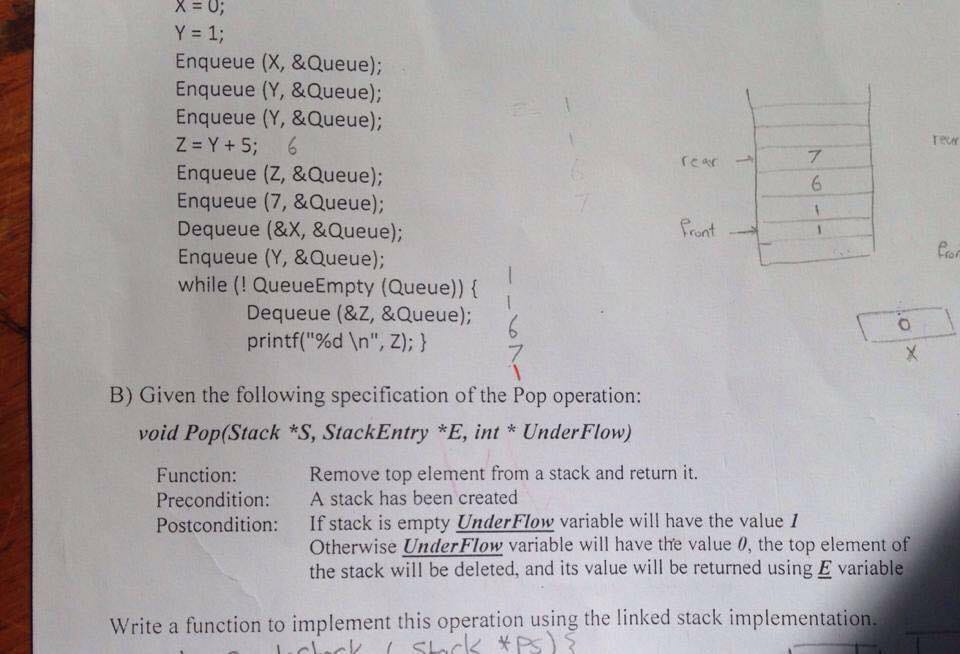 X = 0;
Y = 1;
Enqueue (X, &Queue);
Enqueue (Y, &Queue);
Enqueue (Y, &Queue);
Z = Y + 5; 6
Enqueue (Z, &Queue);
Enqueue (7, &Queue);
Dequeue (&X, &Queue);
Enqueue (Y, &Queue);
while (! QueueEmpty (Queue)) {
Dequeue (&Z, &Queue);
printf("%d \n", Z); }
1
1
6
7
1
1
1
6
7
rear
7
6
1
front
1
0
X
B) Given the following specification of the Pop operation:
void Pop(Stack *S, StackEntry *E, int * UnderFlow)
Function: Remove top element from a stack and return it.
Precondition: A stack has been created
Postcondition: If stack is empty UnderFlow variable will have the value 1
Otherwise UnderFlow variable will have the value 0, the top element of
the stack will be deleted, and its value will be returned using E variable
Write a function to implement this operation using the linked stack implementation.
( Stack *ps) {